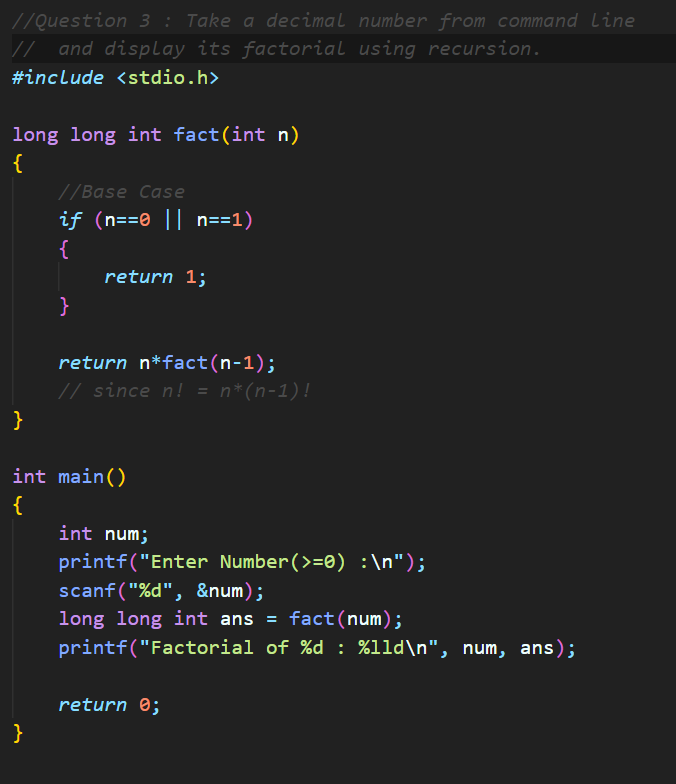 //Question 3 : Take a decimal number from command line
//  and display its factorial using recursion.
#include <stdio.h>

long long int fact(int n)
{
    //Base Case
    if (n==0 || n==1)
    {
        return 1;
    }

    return n*fact(n-1);
    // since n! = n*(n-1)!
}

int main()
{
    int num;
    printf("Enter Number(>=0) :\n");
    scanf("%d", &num);
    long long int ans = fact(num);
    printf("Factorial of %d : %lld\n", num, ans);

    return 0;
}